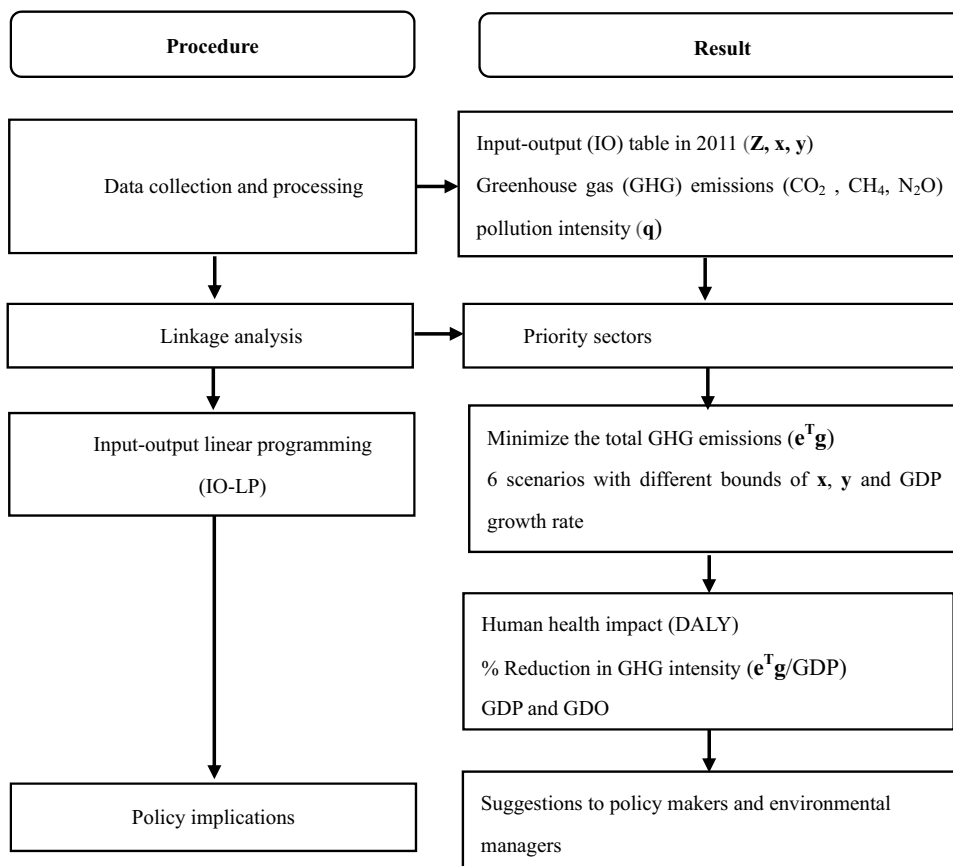 Procedure
Result
Data collection and processing
Input-output (IO) table in 2011 (Z, x, y)
Greenhouse gas (GHG) emissions (CO₂ , CH₄, N₂O)
pollution intensity (q)
Linkage analysis
Priority sectors
Input-output linear programming
(IO-LP)
Minimize the total GHG emissions (eᵀg)
6 scenarios with different bounds of x, y and GDP
growth rate
Human health impact (DALY)
% Reduction in GHG intensity (eᵀg/GDP)
GDP and GDO
Policy implications
Suggestions to policy makers and environmental
managers